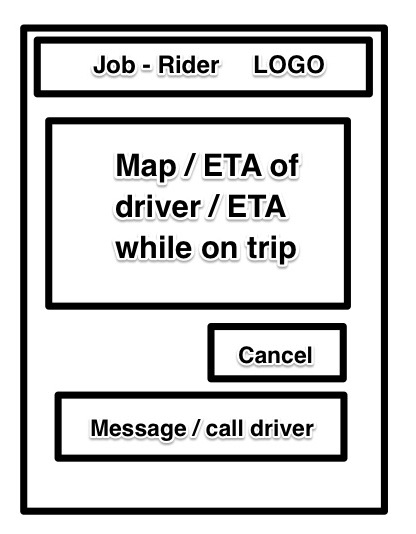 Job - Rider LOGO
Map / ETA of
driver / ETA
while on trip
Cancel
Message / call driver